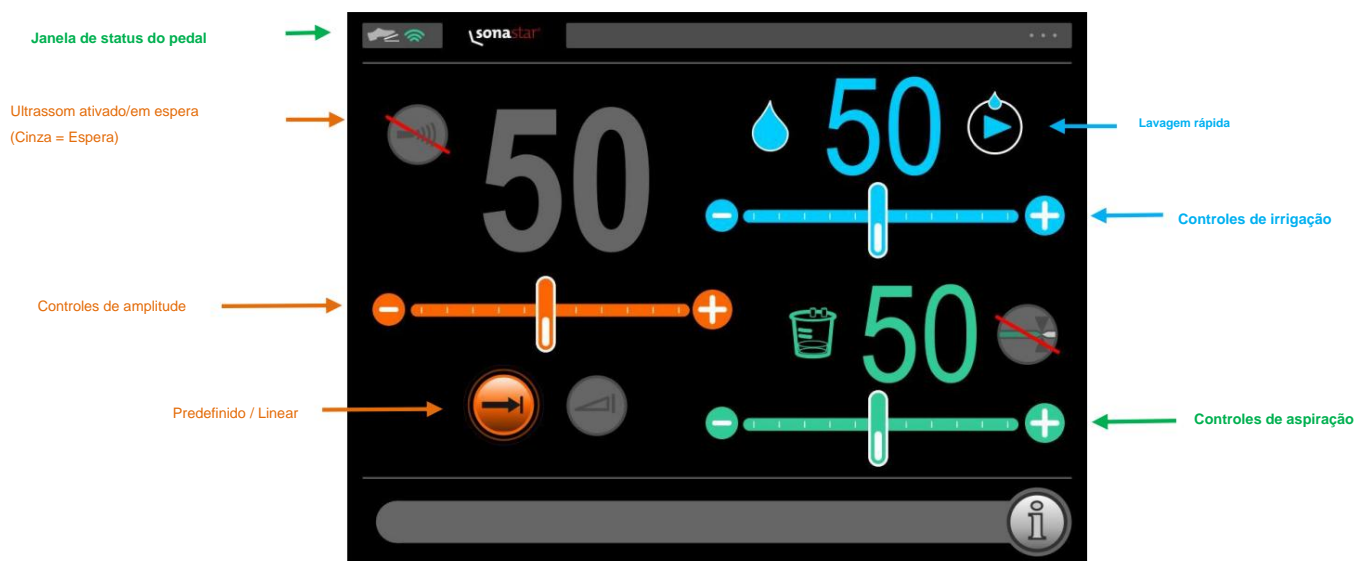 Janela de status do pedal
sonastar
Ultrassom ativado/em espera
(Cinza = Espera)
50
50
Lavagem rápida
Controles de irrigação
Controles de amplitude
50
Predefinido / Linear
Controles de aspiração
i